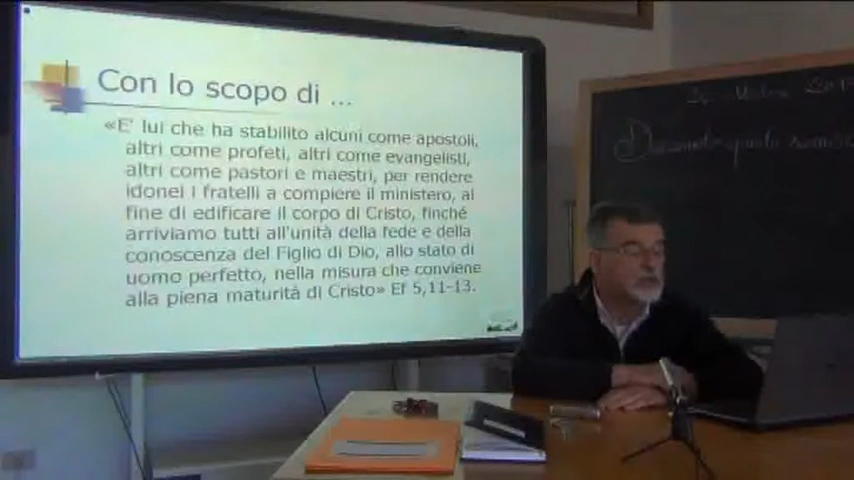 Con lo scopo di ...
«E' lui che ha stabilito alcuni come apostoli,
altri come profeti, altri come evangelisti,
altri come pastori e maestri, per rendere
idonei i fratelli a compiere il ministero, al
fine di edificare il corpo di Cristo, finché
arriviamo tutti all'unità della fede e della
conoscenza del Figlio di Dio, allo stato di
uomo perfetto, nella misura che conviene
alla piena maturità di Cristo» Ef 5,11-13.